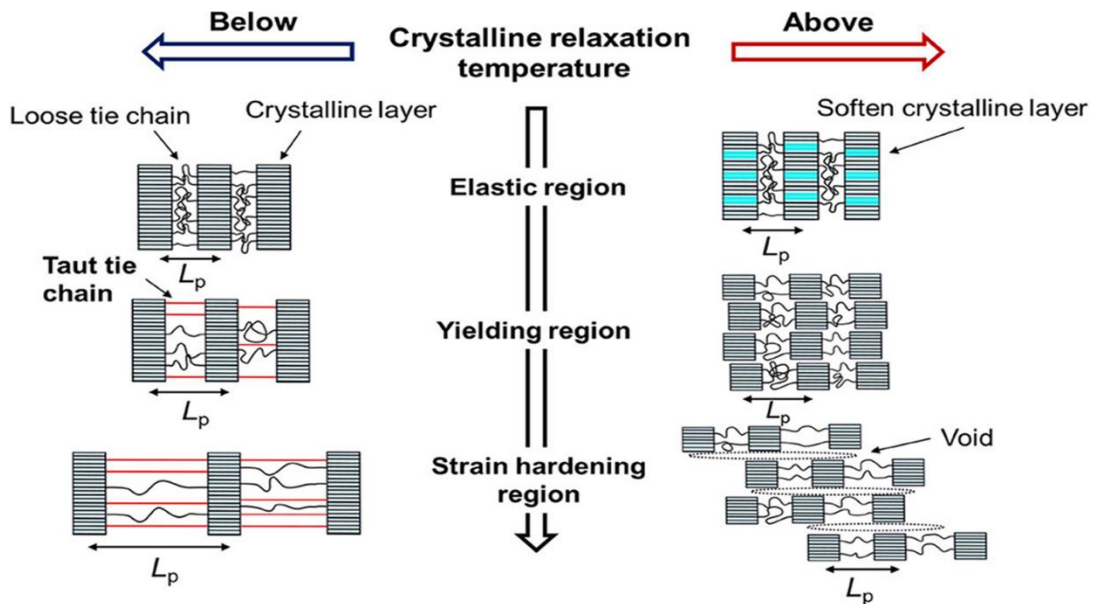 Below
Crystalline relaxation
temperature
Above
Loose tie chain
Crystalline layer
Soften crystalline layer
Elastic region
Lp
Lp
Taut tie
chain
Yielding region
Lp
Lp
Strain hardening
region
Void
Lp
Lp